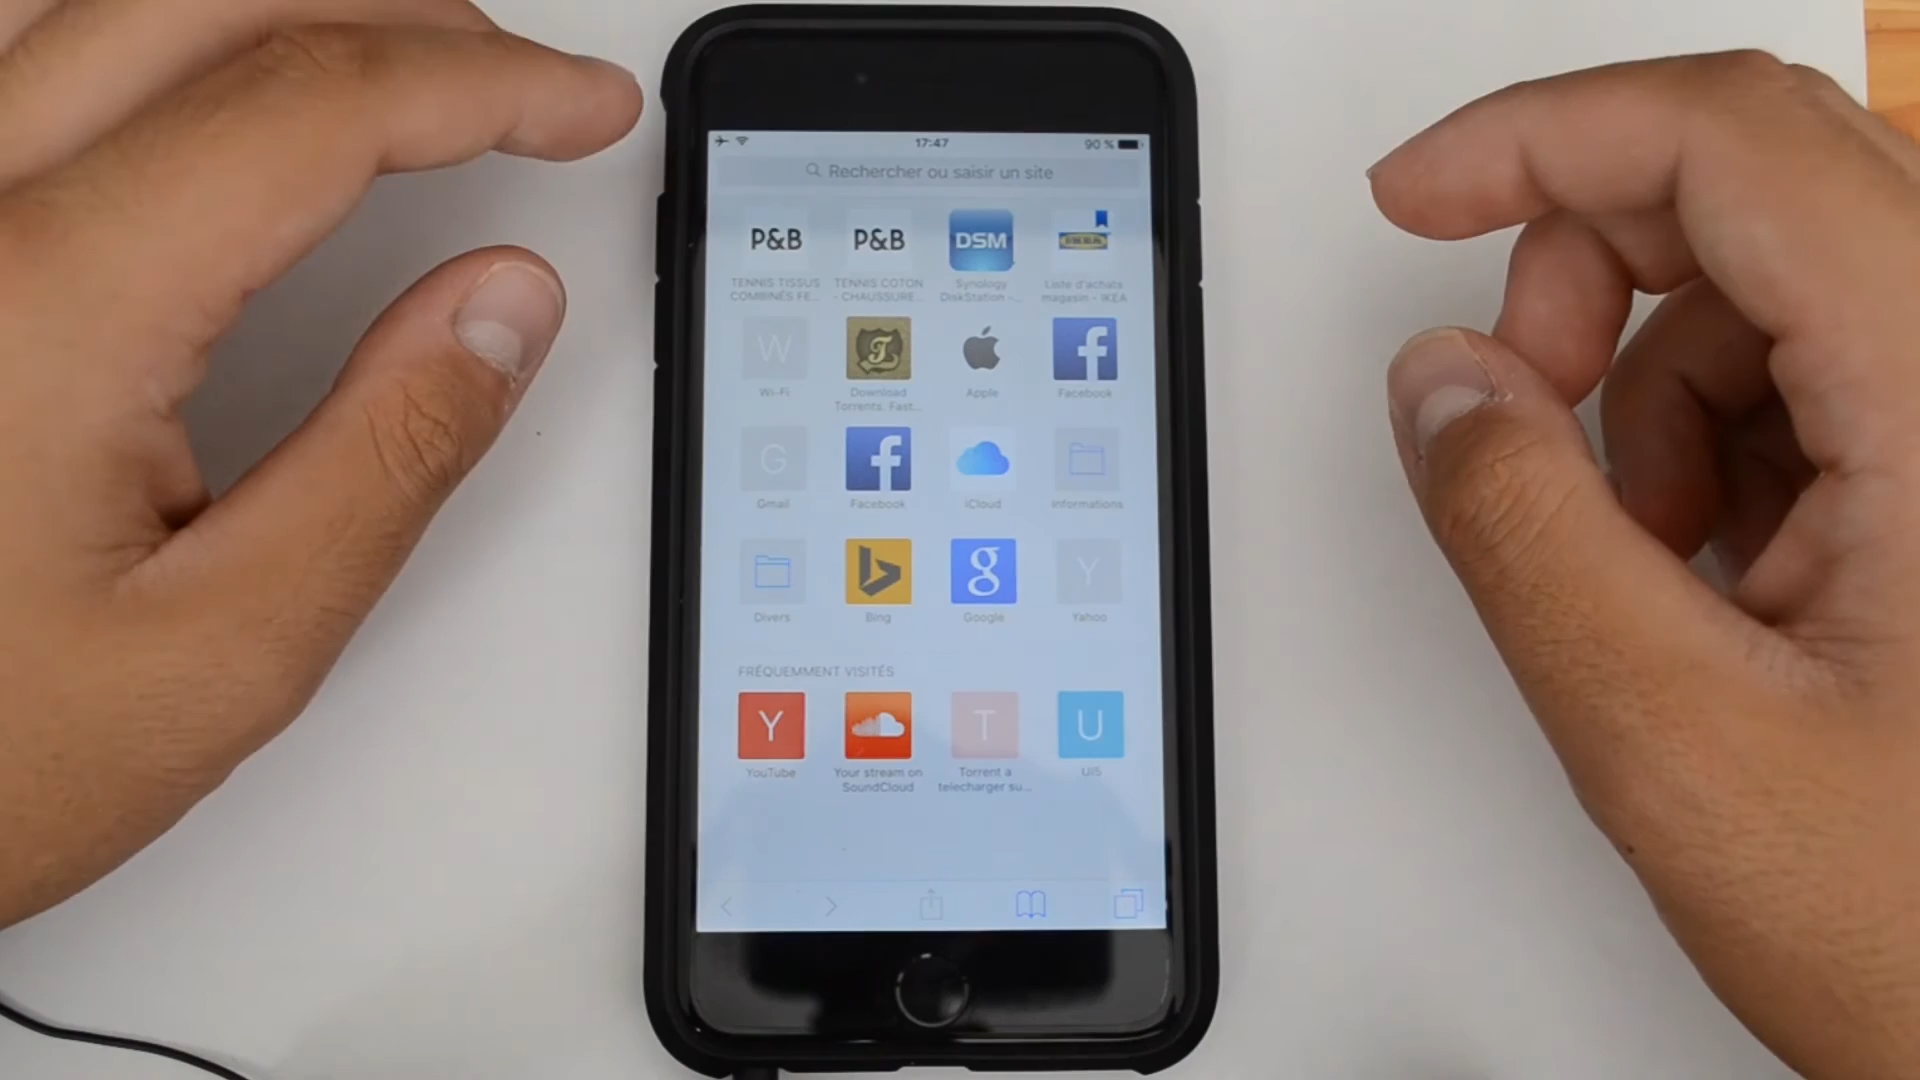 17:47
90 %
Rechercher ou saisir un site
P&B
P&B
DSM
IKEA
TENNIS TISSUS
COMBINÉS FE...
TENNIS COTON
- CHAUSSURE...
Synology
DiskStation -...
Liste d'achats
magasin - IKEA
W
T
f
Wi-Fi
Download
Torrents. Fast...
Apple
Facebook
G
f
Gmail
Facebook
iCloud
Informations
b
g
Y
Divers
Bing
Google
Yahoo
FRÉQUEMMENT VISITÉS
Y
T
U
YouTube
Your stream on
SoundCloud
Torrent a
telecharger su...
UI5